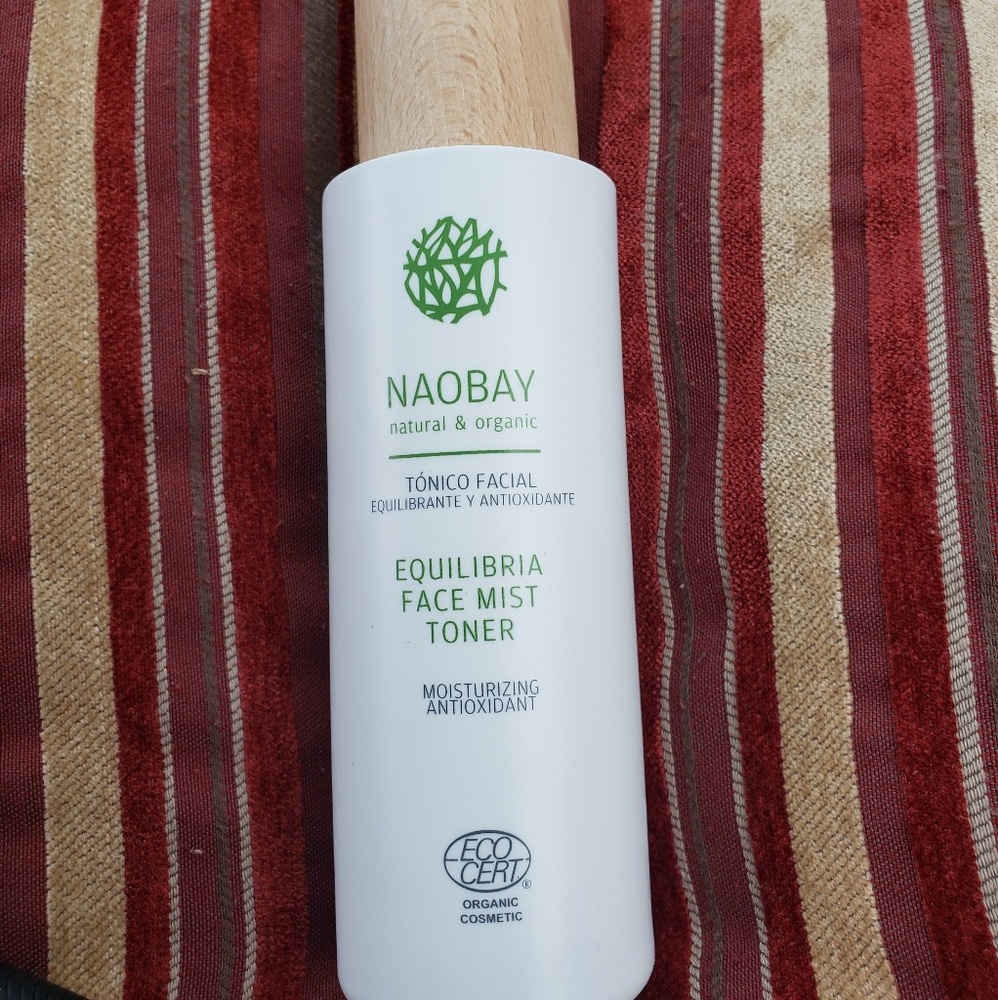 NAOBAY
natural & organic
TÓNICO FACIAL
EQUILIBRANTE Y ANTIOXIDANTE
EQUILIBRIA
FACE MIST
TONER
MOISTURIZING
ANTIOXIDANT
ECO
CERT
®
ORGANIC
COSMETIC